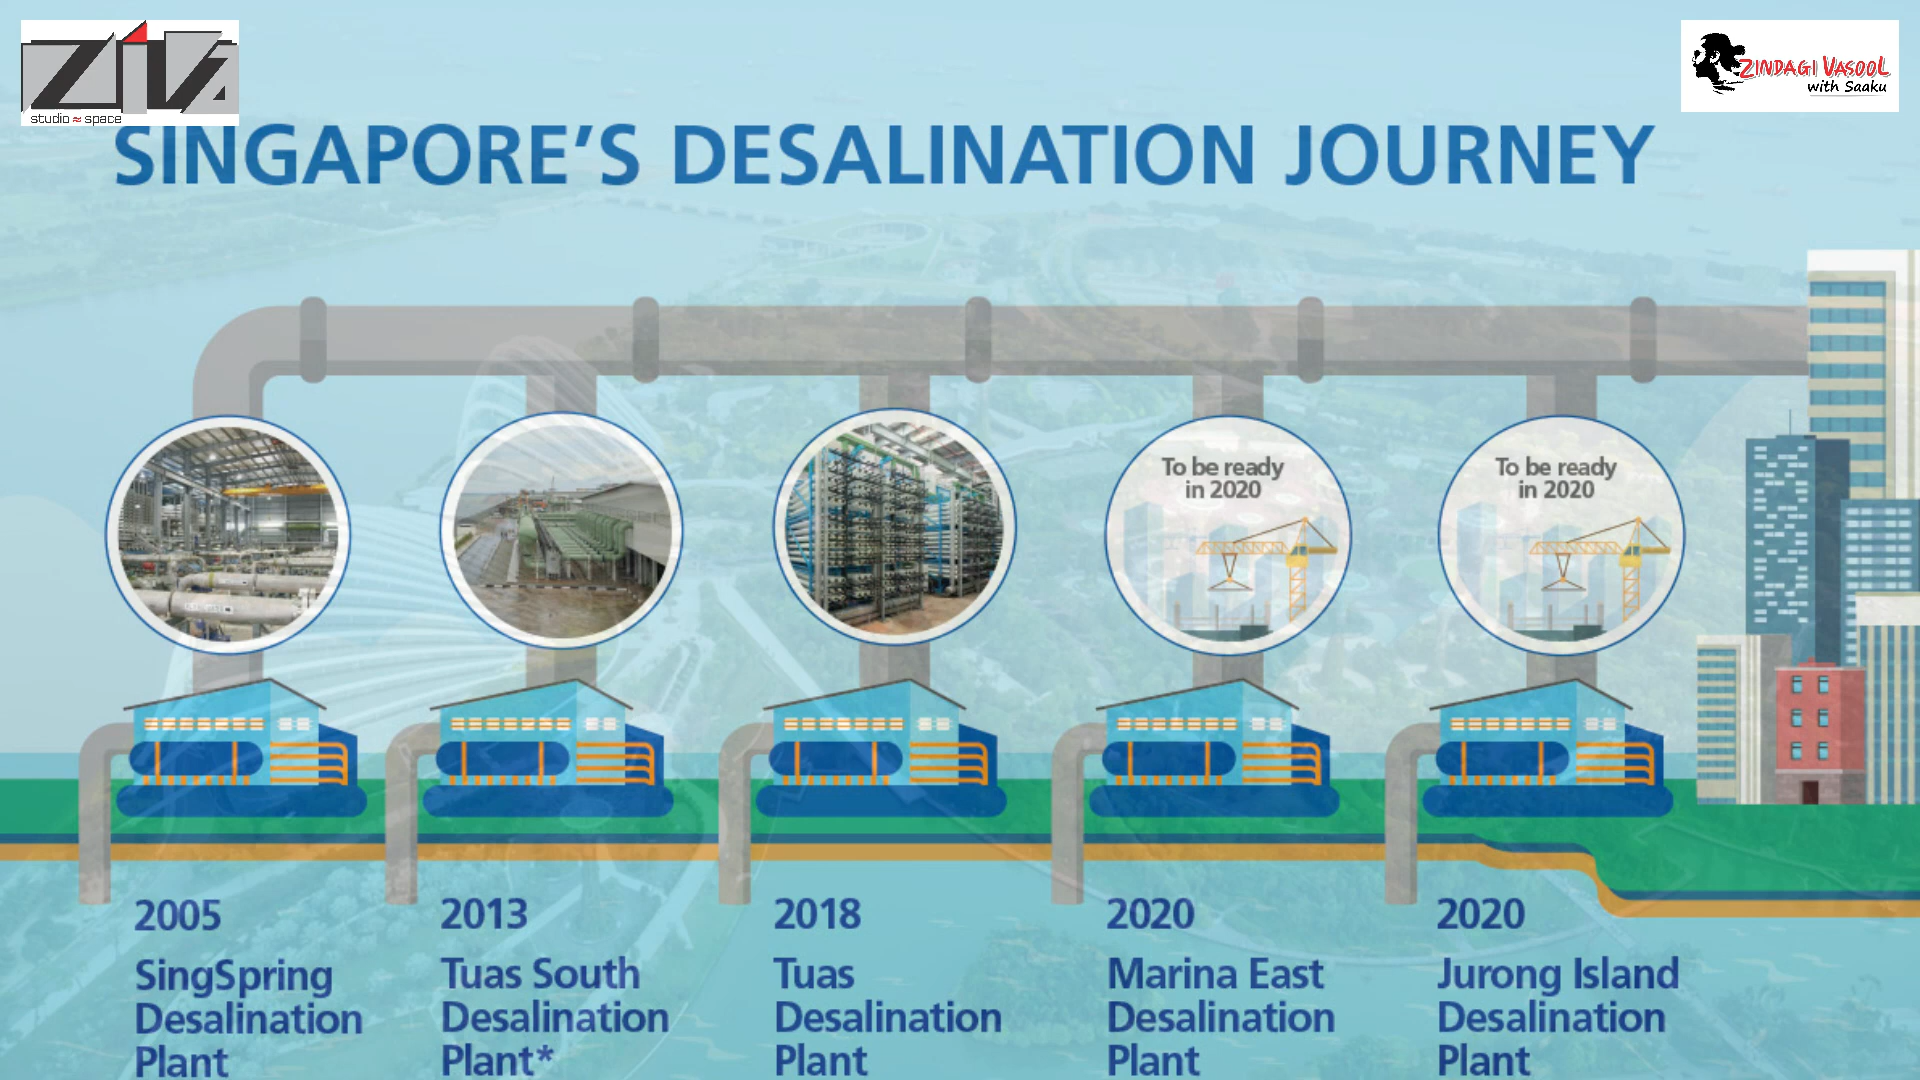 ZiVa
studio ≈ space
ZINDAGI VASOOL
with Saaku
SINGAPORE'S DESALINATION JOURNEY
To be ready
in 2020
To be ready
in 2020
2005
SingSpring
Desalination
Plant
2013
Tuas South
Desalination
Plant*
2018
Tuas
Desalination
Plant
2020
Marina East
Desalination
Plant
2020
Jurong Island
Desalination
Plant